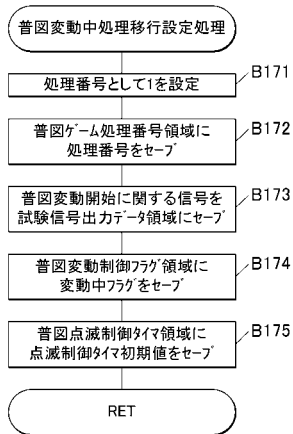 普図変動中処理移行設定処理
処理番号として1を設定
B171
普図ｹﾞｰﾑ処理番号領域に
処理番号をｾｰﾌﾞ
B172
普図変動開始に関する信号を
試験信号出力ﾃﾞｰﾀ領域にｾｰﾌﾞ
B173
普図変動制御ﾌﾗｸﾞ領域に
変動中ﾌﾗｸﾞをｾｰﾌﾞ
B174
普図点滅制御ﾀｲﾏ領域に
点滅制御ﾀｲﾏ初期値をｾｰﾌﾞ
B175
RET